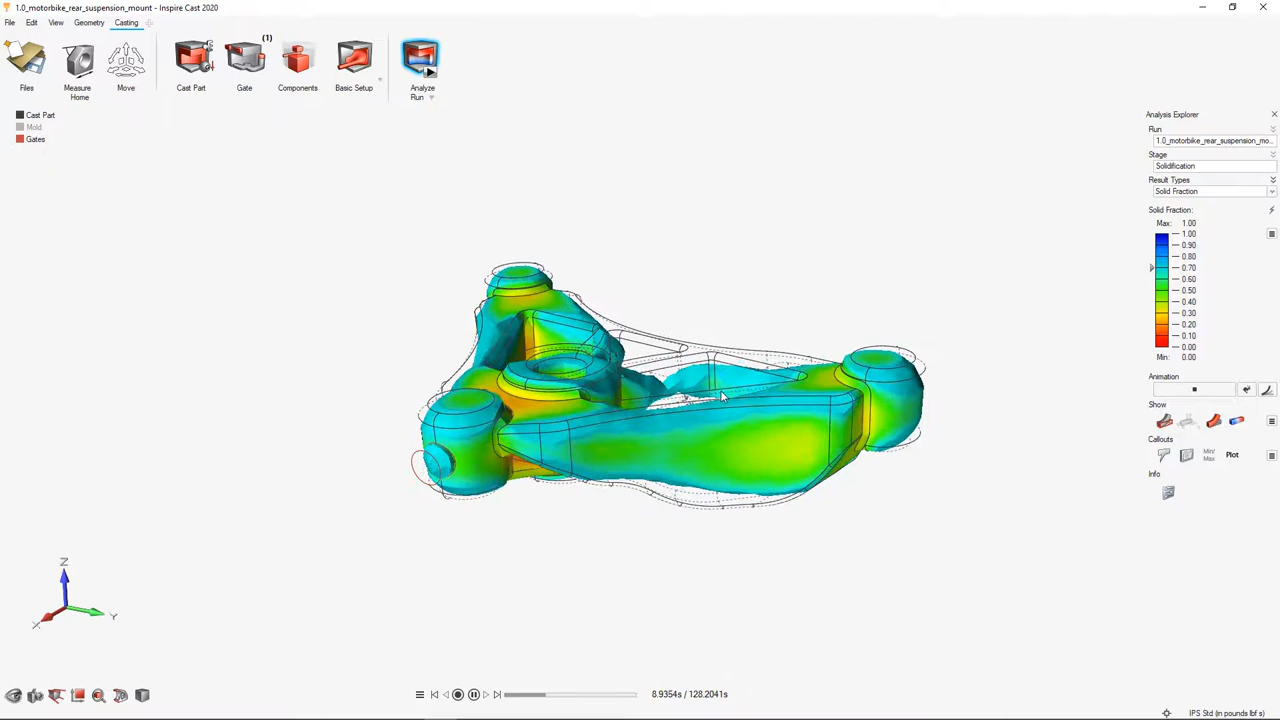 1.0_motorbike_rear_suspension_mount - Inspire Cast 2020
File Edit View Geometry Casting
(1)
Files
Measure
Home
Move
Cast Part
Gate
Components
Basic Setup
Analyze
Run
Cast Part
Mold
Gates
Analysis Explorer
Run
1.0_motorbike_rear_suspension_mo...
Stage
Solidification
Result Types
Solid Fraction
Solid Fraction:
Max: 1.00
1.00
0.90
0.80
0.70
0.60
0.50
0.40
0.30
0.20
0.10
0.00
Min: 0.00
Animation
Show
Callouts
Min/
Max
Plot
Info
Z
X
Y
8.9354s / 128.2041s
IPS Std (in pounds lbf s)